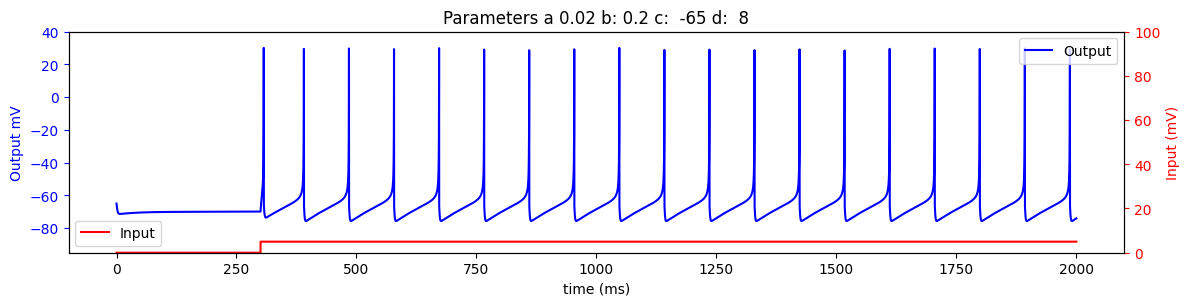 Parameters a 0.02 b: 0.2 c:  -65 d:  8
40
20
0
−20
−40
−60
−80
Output mV
100
80
60
40
20
0
Input (mV)
Output
Input
0 250 500 750 1000 1250 1500 1750 2000
time (ms)